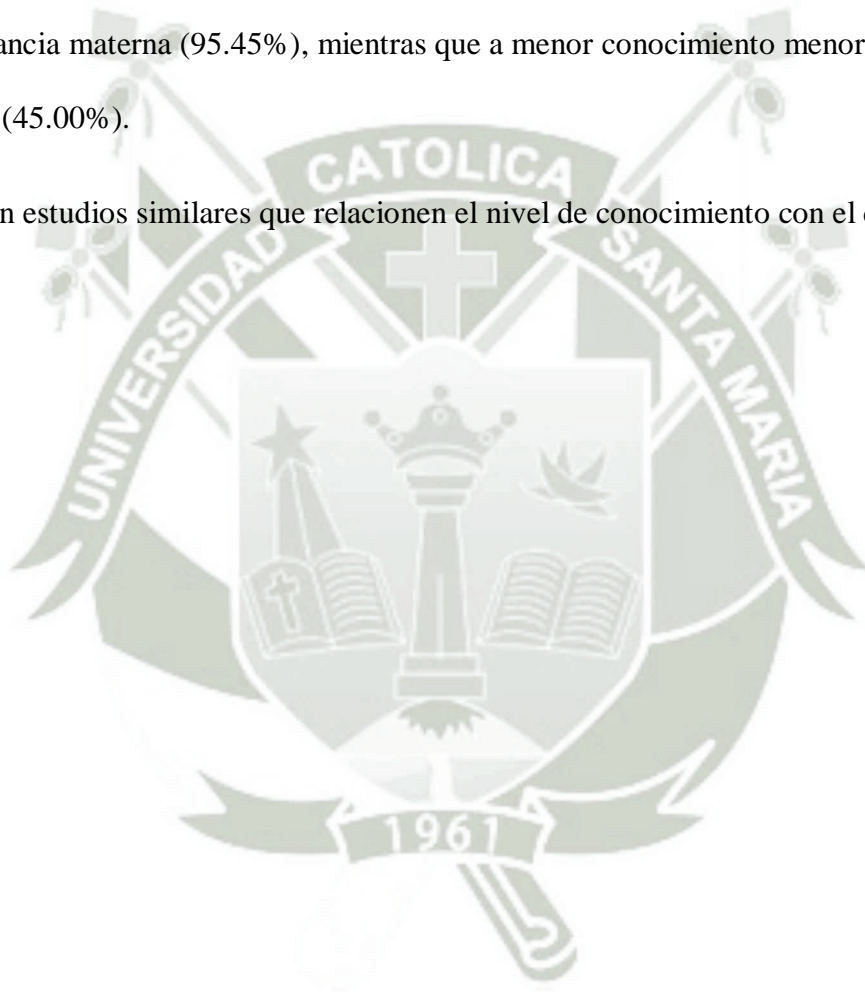 ancia materna (95.45%), mientras que a menor conocimiento menor
(45.00%).
n estudios similares que relacionen el nivel de conocimiento con el
UNIVERSIDAD CATOLICA SANTA MARIA
1961